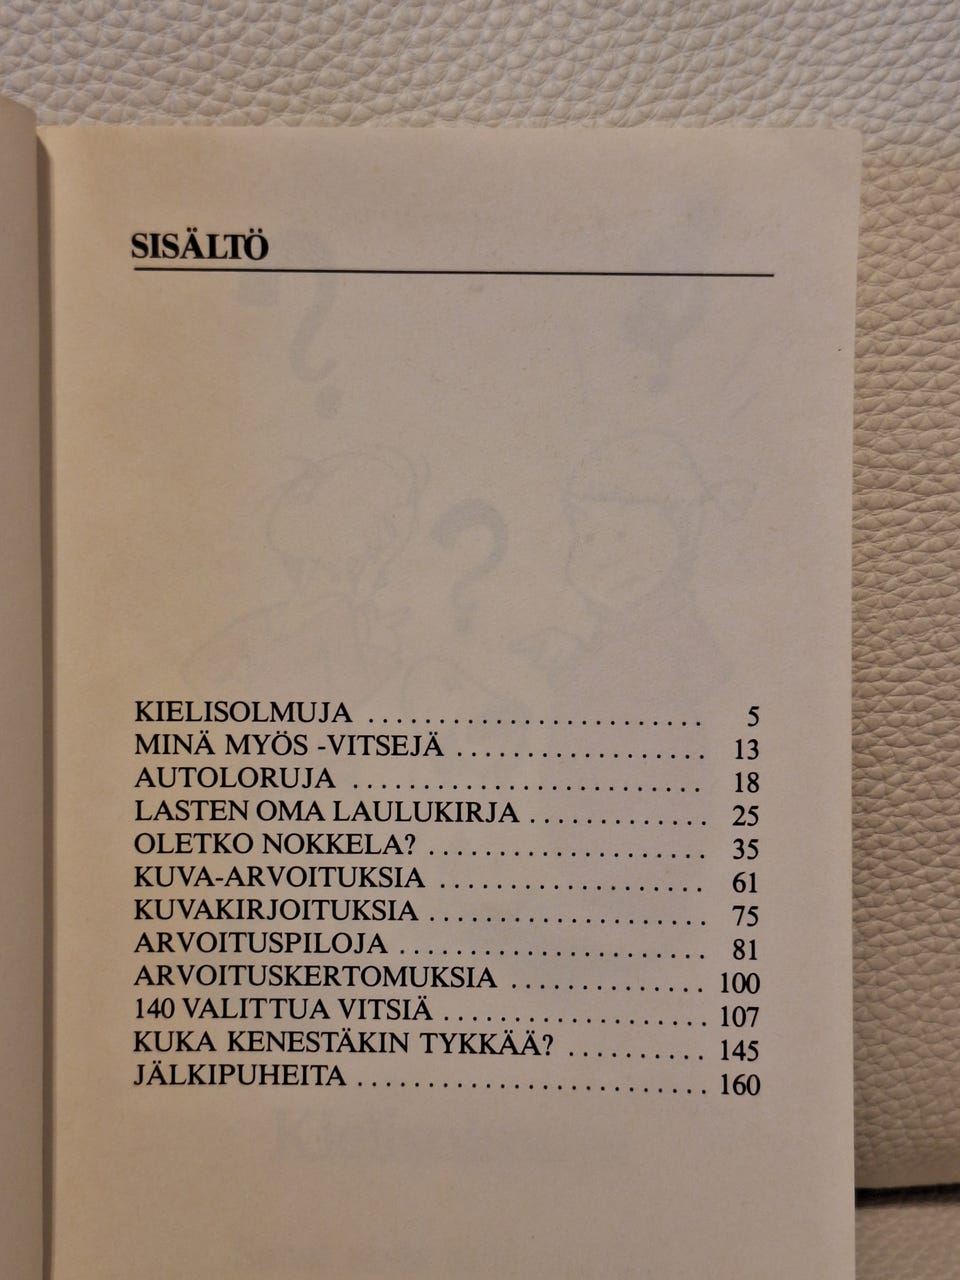 SISÄLTÖ
KIELISOLMUJA ........................ 5
MINÄ MYÖS -VITSEJÄ .................. 13
AUTOLORUJA ......................... 18
LASTEN OMA LAULUKIRJA ............. 25
OLETKO NOKKELA? .................... 35
KUVA-ARVOITUKSIA ................... 61
KUVAKIRJOITUKSIA .................... 75
ARVOITUSPILOJA ...................... 81
ARVOITUSKERTOMUKSIA .............. 100
140 VALITTUA VITSIÄ ................... 107
KUKA KENESTÄKIN TYKKÄÄ? .......... 145
JÄLKIPUHEITA ......................... 160